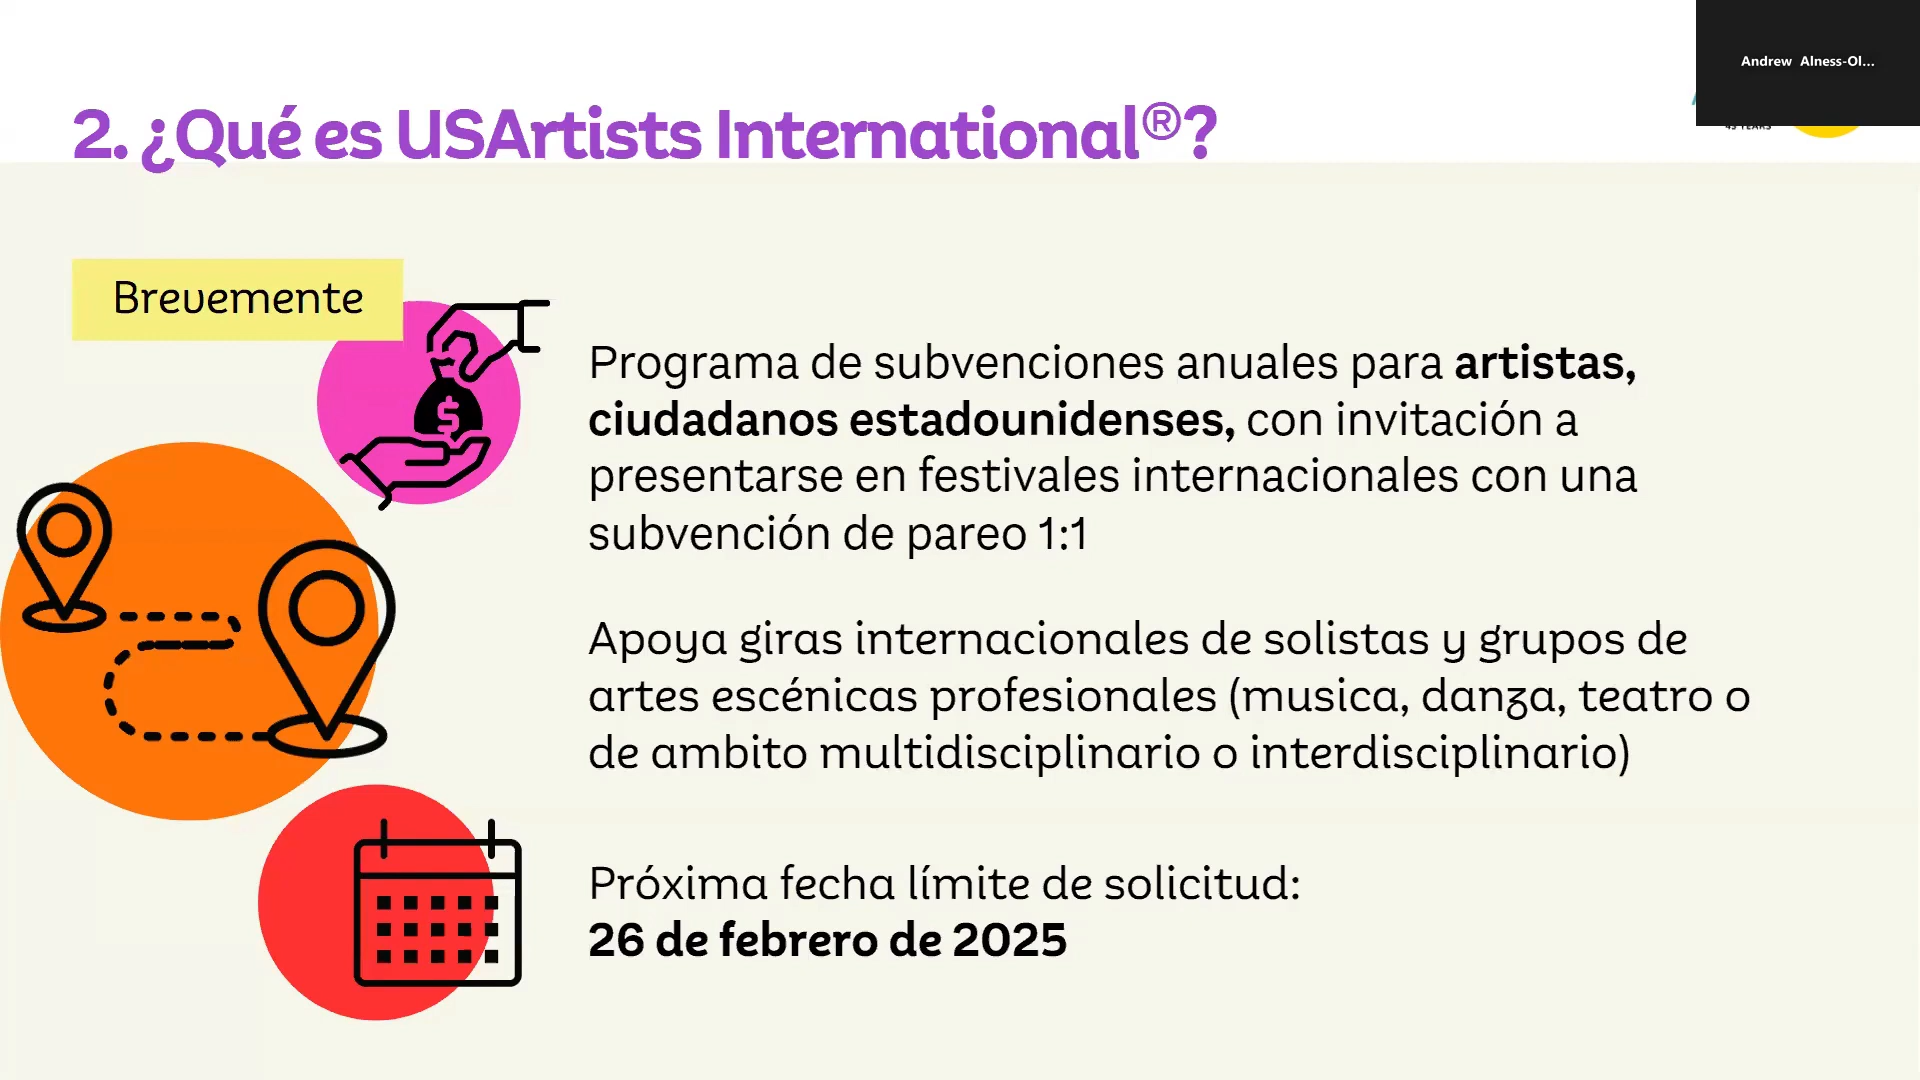 Andrew Alness-Ol...
45 YEARS
2. ¿Qué es USArtists International®?
Brevemente
Programa de subvenciones anuales para artistas,
ciudadanos estadounidenses, con invitación a
presentarse en festivales internacionales con una
subvención de pareo 1:1
Apoya giras internacionales de solistas y grupos de
artes escénicas profesionales (musica, danza, teatro o
de ambito multidisciplinario o interdisciplinario)
Próxima fecha límite de solicitud:
26 de febrero de 2025
$